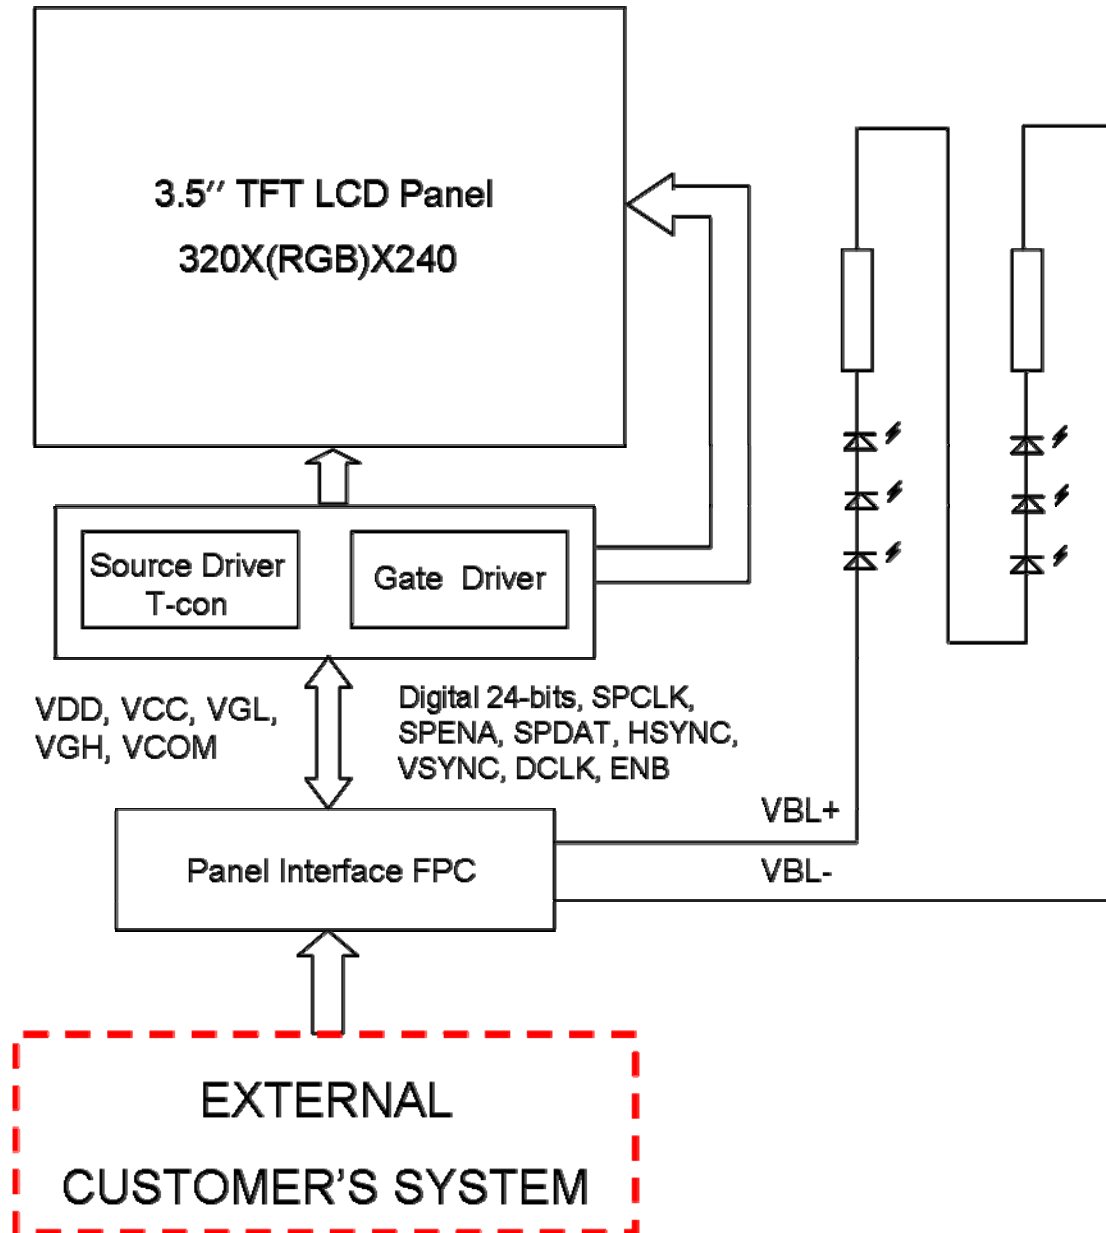 3.5′′ TFT LCD Panel
320X(RGB)X240
Source Driver
T-con
Gate Driver
VDD, VCC, VGL,
VGH, VCOM
Digital 24-bits, SPCLK,
SPENA, SPDAT, HSYNC,
VSYNC, DCLK, ENB
VBL+
Panel Interface FPC
VBL-
EXTERNAL
CUSTOMER’S SYSTEM